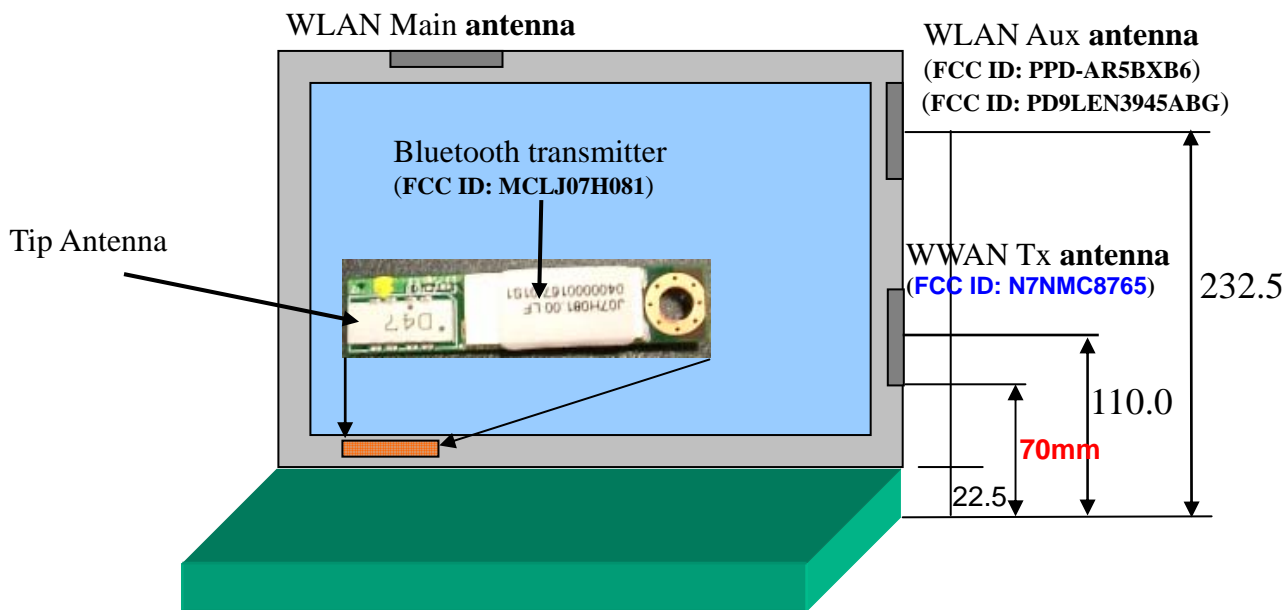 WLAN Main antenna
WLAN Aux antenna
(FCC ID: PPD-AR5BXB6)
(FCC ID: PD9LEN3945ABG)
Bluetooth transmitter
(FCC ID: MCLJ07H081)
Tip Antenna
WWAN Tx antenna
(FCC ID: N7NMC8765)
232.5
J07H081.00.LF
D47
110.0
70mm
22.5